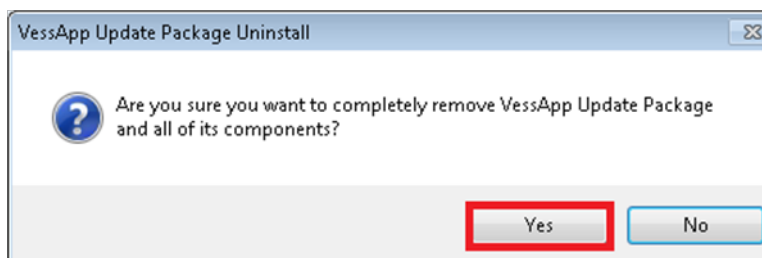 VessApp Update Package Uninstall
Are you sure you want to completely remove VessApp Update Package
and all of its components?
Yes
No